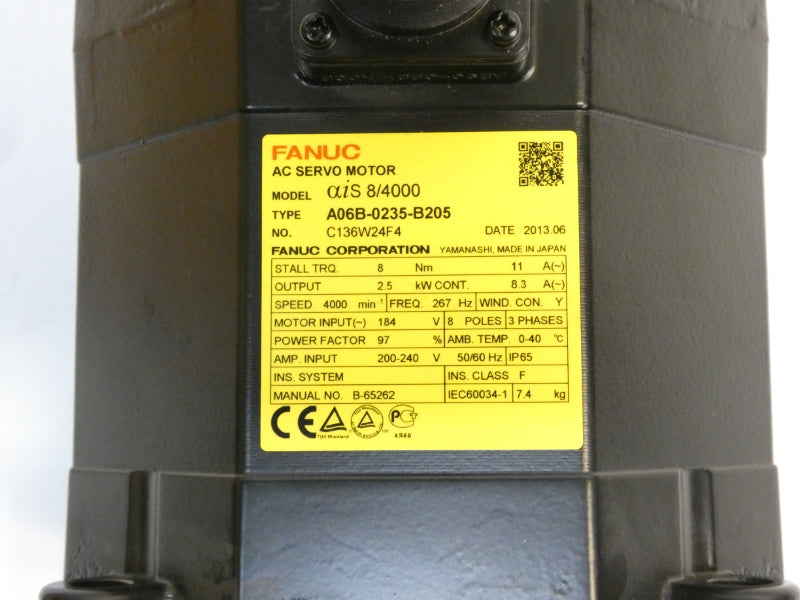 FANUC
AC SERVO MOTOR
MODEL αiS 8/4000
TYPE A06B-0235-B205
NO. C136W24F4 DATE 2013.06
FANUC CORPORATION YAMANASHI, MADE IN JAPAN
STALL TRQ. 8 Nm 11 A(~)
OUTPUT 2.5 kW CONT. 8.3 A(~)
SPEED 4000 min⁻¹ FREQ. 267 Hz WIND. CON. Y
MOTOR INPUT(~) 184 V 8 POLES 3 PHASES
POWER FACTOR 97 % AMB. TEMP. 0-40 ℃
AMP. INPUT 200-240 V 50/60 Hz IP65
INS. SYSTEM INS. CLASS F
MANUAL NO. B-65262 IEC60034-1 7.4 kg
CE
TÜV Rheinland
АЯ46